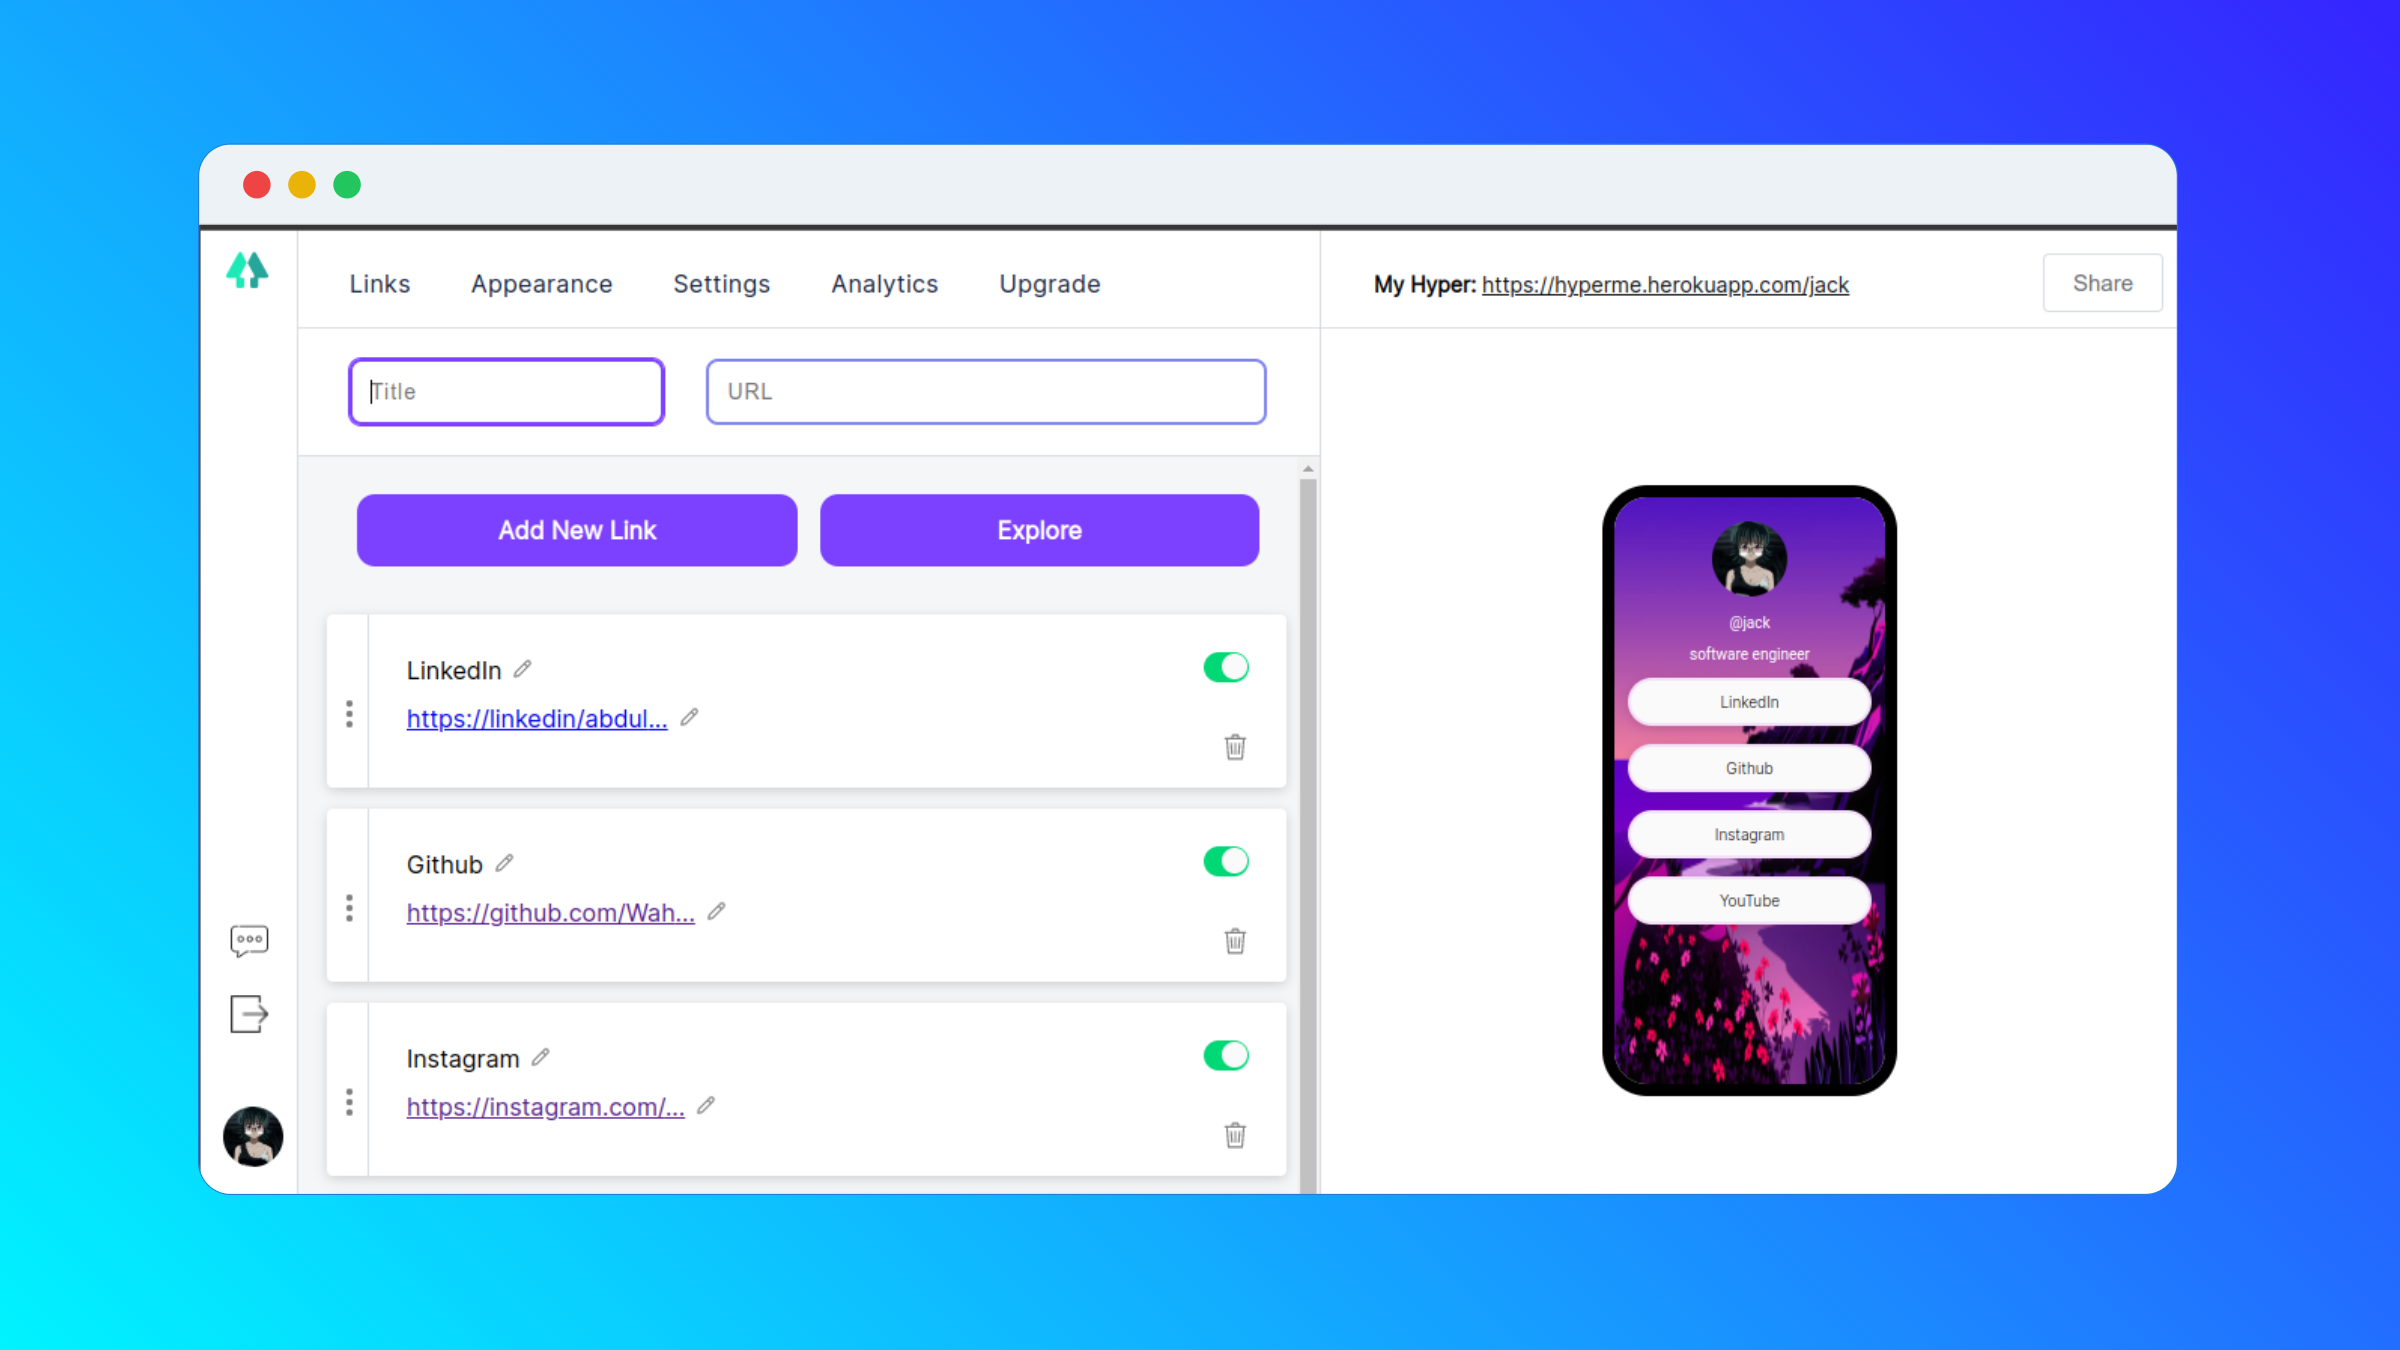 Links Appearance Settings Analytics Upgrade
My Hyper: https://hyperme.herokuapp.com/jack
Share
Title
URL
Add New Link
Explore
LinkedIn
https://linkedin/abdul...
Github
https://github.com/Wah...
Instagram
https://instagram.com/...
@jack
software engineer
LinkedIn
Github
Instagram
YouTube